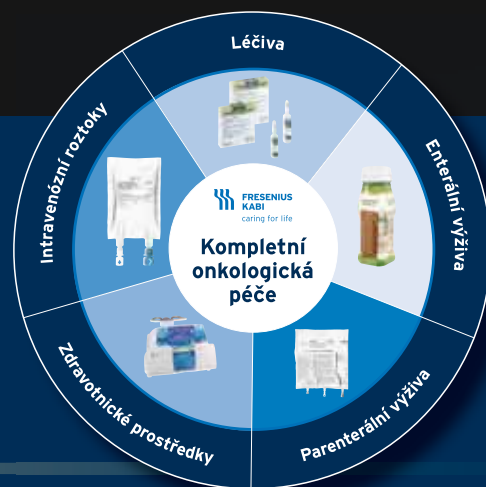 Léčiva
Enterální výživa
Parenterální výživa
Zdravotnické prostředky
Intravenózní roztoky
FRESENIUS
KABI
caring for life
Kompletní
onkologická
péče